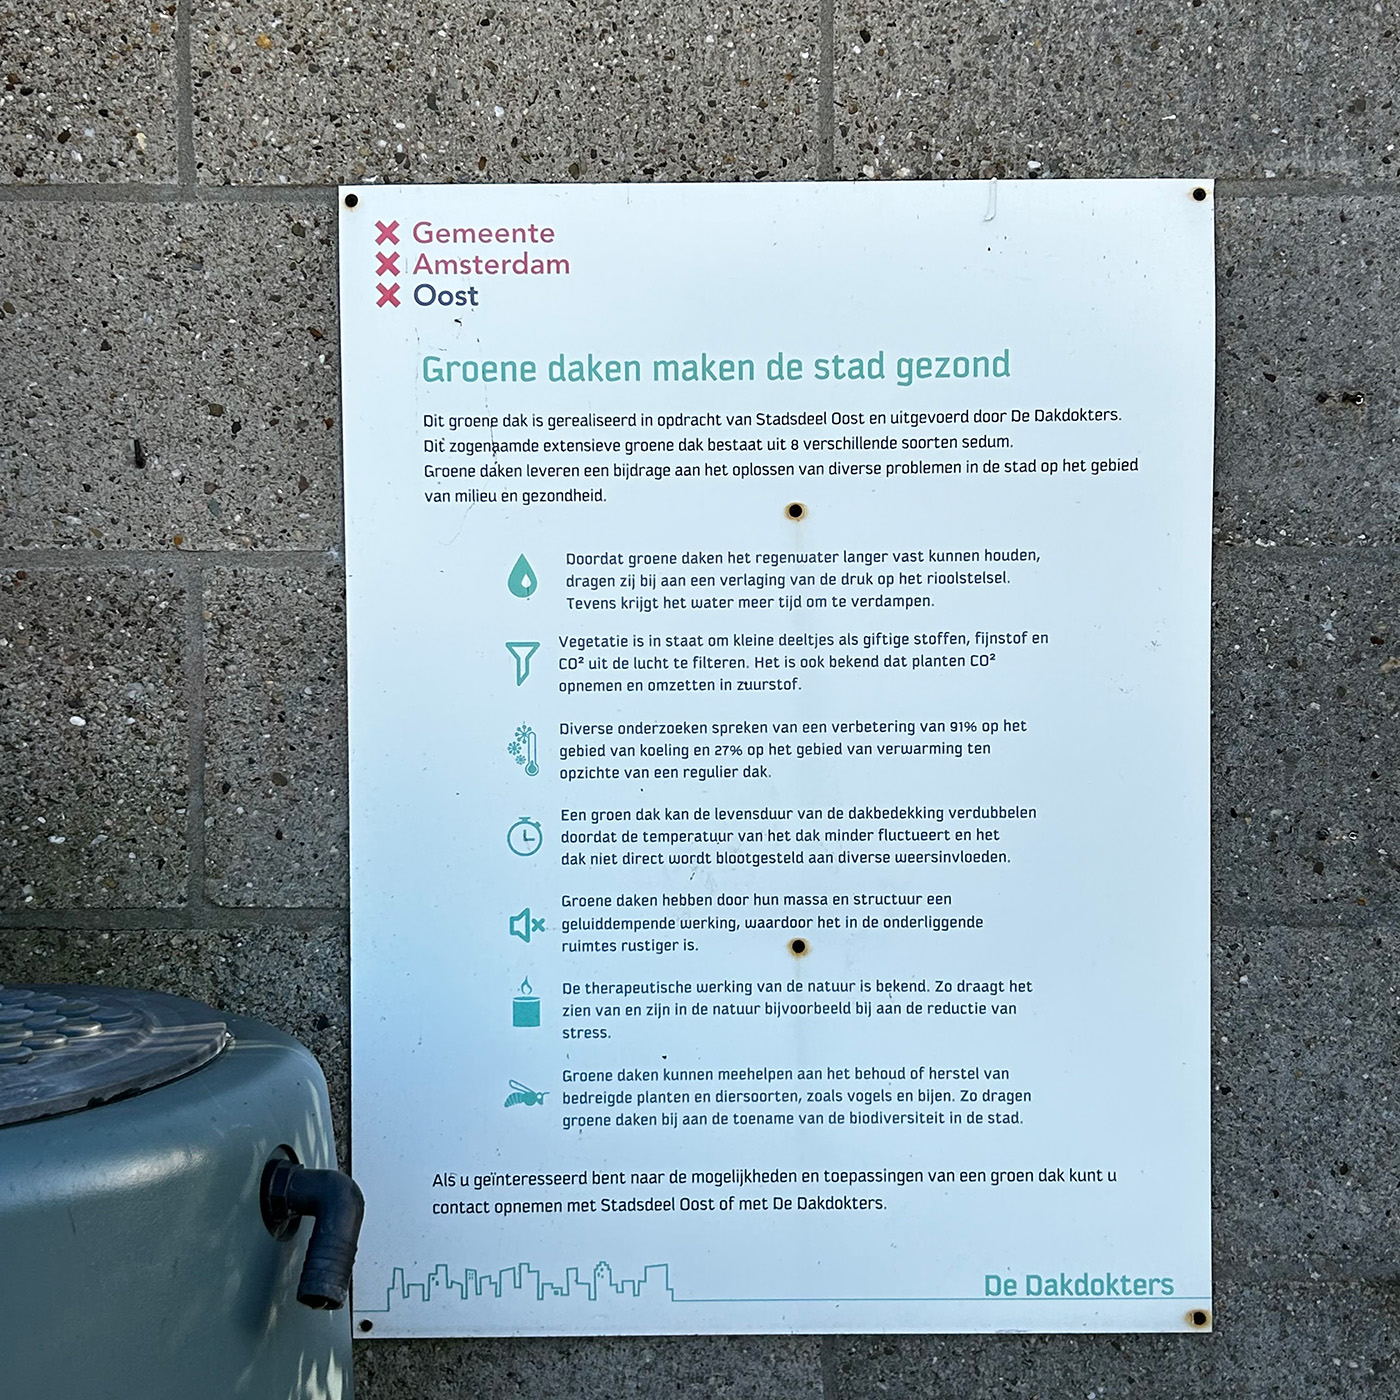 Gemeente
Amsterdam
Oost
Groene daken maken de stad gezond
Dit groene dak is gerealiseerd in opdracht van Stadsdeel Oost en uitgevoerd door De Dakdokters.
Dit zogenaamde extensieve groene dak bestaat uit 8 verschillende soorten sedum.
Groene daken leveren een bijdrage aan het oplossen van diverse problemen in de stad op het gebied
van milieu en gezondheid.
Doordat groene daken het regenwater langer vast kunnen houden,
dragen zij bij aan een verlaging van de druk op het rioolstelsel.
Tevens krijgt het water meer tijd om te verdampen.
Vegetatie is in staat om kleine deeltjes als giftige stoffen, fijnstof en
CO² uit de lucht te filteren. Het is ook bekend dat planten CO²
opnemen en omzetten in zuurstof.
Diverse onderzoeken spreken van een verbetering van 91% op het
gebied van koeling en 27% op het gebied van verwarming ten
opzichte van een regulier dak.
Een groen dak kan de levensduur van de dakbedekking verdubbelen
doordat de temperatuur van het dak minder fluctueert en het
dak niet direct wordt blootgesteld aan diverse weersinvloeden.
Groene daken hebben door hun massa en structuur een
geluiddempende werking, waardoor het in de onderliggende
ruimtes rustiger is.
De therapeutische werking van de natuur is bekend. Zo draagt het
zien van en zijn in de natuur bijvoorbeeld bij aan de reductie van
stress.
Groene daken kunnen meehelpen aan het behoud of herstel van
bedreigde planten en diersoorten, zoals vogels en bijen. Zo dragen
groene daken bij aan de toename van de biodiversiteit in de stad.
Als u geïnteresseerd bent naar de mogelijkheden en toepassingen van een groen dak kunt u
contact opnemen met Stadsdeel Oost of met De Dakdokters.
De Dakdokters